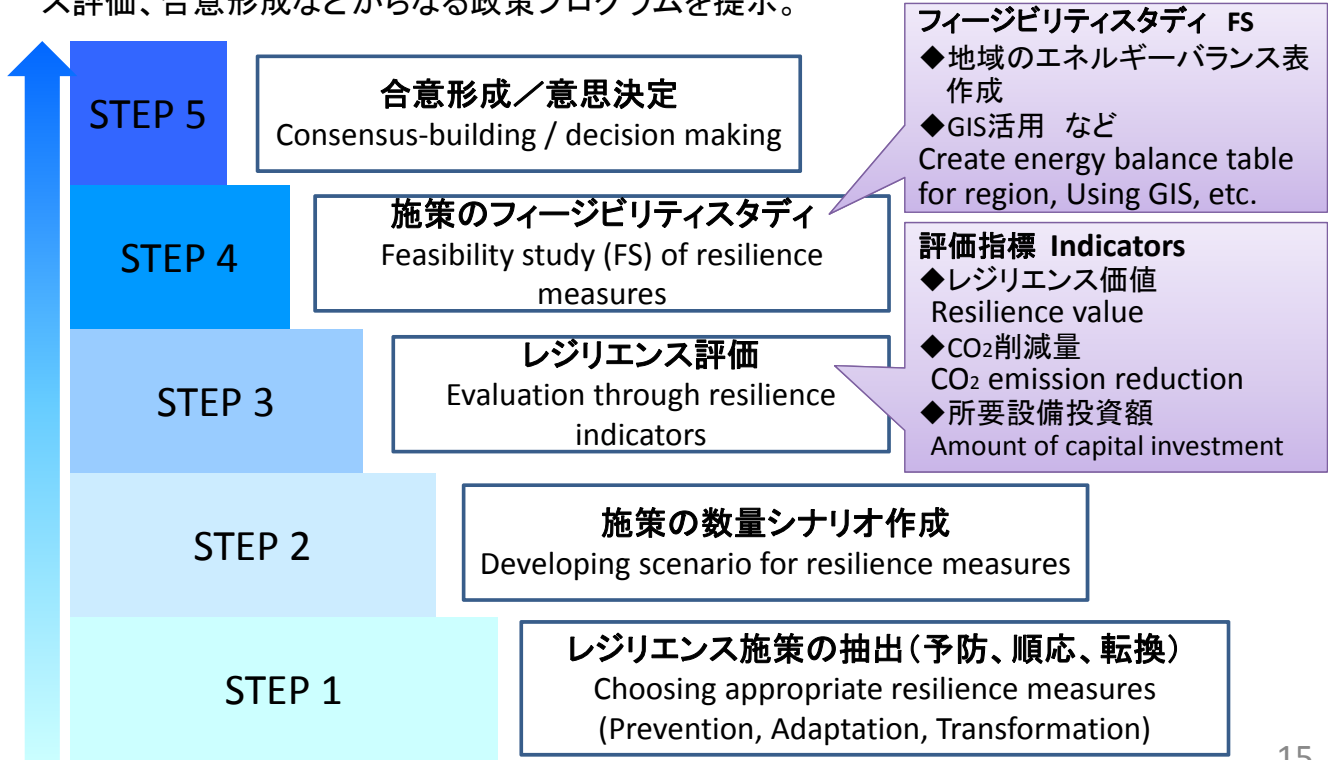 ス評価、合意形成などからなる政策プログラムを提示。
STEP 5
合意形成／意思決定
Consensus-building / decision making
フィージビリティスタディ FS
◆地域のエネルギーバランス表
作成
◆GIS活用 など
Create energy balance table
for region, Using GIS, etc.
STEP 4
施策のフィージビリティスタディ
Feasibility study (FS) of resilience
measures
評価指標 Indicators
◆レジリエンス価値
Resilience value
◆CO2削減量
CO2 emission reduction
◆所要設備投資額
Amount of capital investment
STEP 3
レジリエンス評価
Evaluation through resilience
indicators
STEP 2
施策の数量シナリオ作成
Developing scenario for resilience measures
STEP 1
レジリエンス施策の抽出（予防、順応、転換）
Choosing appropriate resilience measures
(Prevention, Adaptation, Transformation)
15